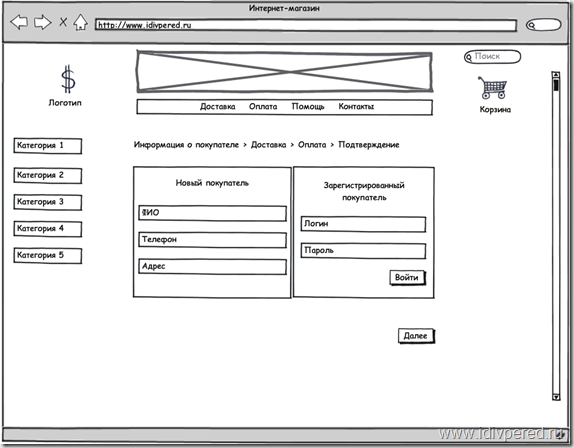 Интернет-магазин
http://www.idivpered.ru
Поиск
Логотип
Корзина
Доставка Оплата Помощь Контакты
Информация о покупателе > Доставка > Оплата > Подтверждение
Категория 1
Категория 2
Категория 3
Категория 4
Категория 5
Новый покупатель
ФИО
Телефон
Адрес
Зарегистрированный
покупатель
Логин
Пароль
Войти
Далее
www.idivpered.ru